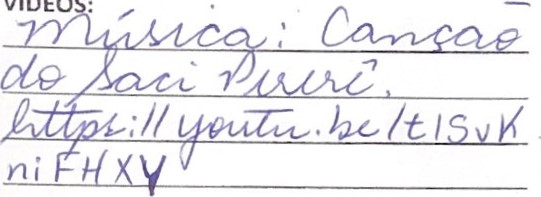 VÍDEOS:
Música: Canção
do Saci Pererê.
https://youtu.be/t1SvK
niFHXY